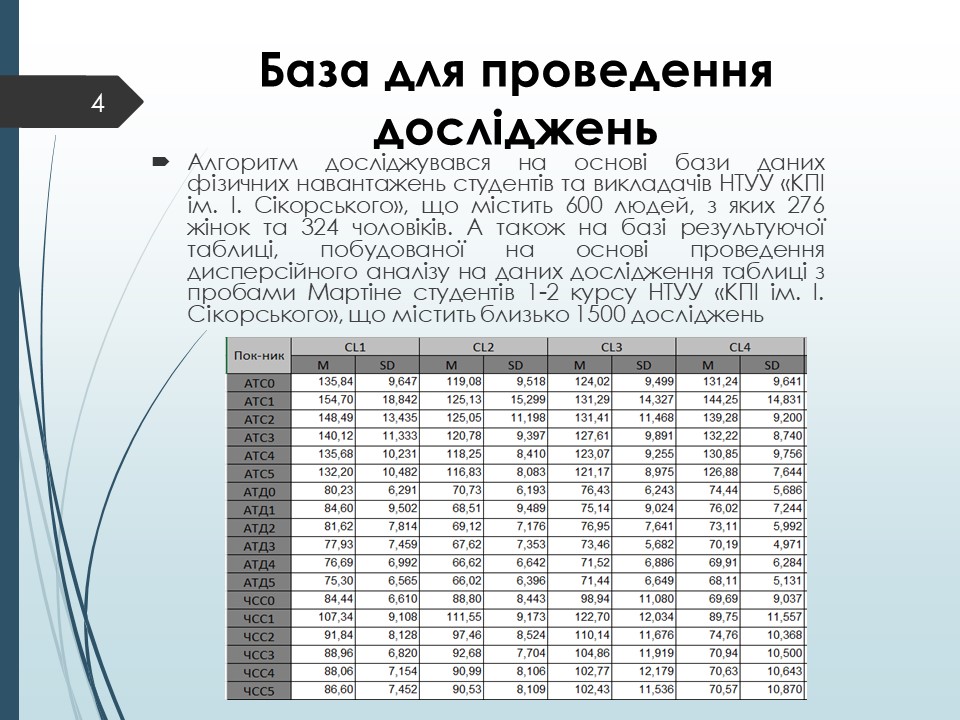 4
База для проведення
досліджень
Алгоритм досліджувався на основі бази даних
фізичних навантажень студентів та викладачів НТУУ «КПІ
ім. І. Сікорського», що містить 600 людей, з яких 276
жінок та 324 чоловіків. А також на базі результуючої
таблиці, побудованої на основі проведення
дисперсійного аналізу на даних дослідження таблиці з
пробами Мартіне студентів 1-2 курсу НТУУ «КПІ ім. І.
Сікорського», що містить близько 1500 досліджень
Пок-ник CL1 CL2 CL3 CL4
M SD M SD M SD M SD
АТС0 135,84 9,647 119,08 9,518 124,02 9,499 131,24 9,641
АТС1 154,70 18,842 125,13 15,299 131,29 14,327 144,25 14,831
АТС2 148,49 13,435 125,05 11,198 131,41 11,468 139,28 9,200
АТС3 140,12 11,333 120,78 9,397 127,61 9,891 132,22 8,740
АТС4 135,68 10,231 118,25 8,410 123,07 9,255 130,85 9,756
АТС5 132,20 10,482 116,83 8,083 121,17 8,975 126,88 7,644
АТД0 80,23 6,291 70,73 6,193 76,43 6,243 74,44 5,686
АТД1 84,60 9,502 68,51 9,489 75,14 9,024 76,02 7,244
АТД2 81,62 7,814 69,12 7,176 76,95 7,641 73,11 5,992
АТД3 77,93 7,459 67,62 7,353 73,46 5,682 70,19 4,971
АТД4 76,69 6,992 66,62 6,642 71,52 6,886 69,91 6,284
АТД5 75,30 6,565 66,02 6,396 71,44 6,649 68,11 5,131
ЧСС0 84,44 6,610 88,80 8,443 98,94 11,080 69,69 9,037
ЧСС1 107,34 9,108 111,55 9,173 122,70 12,034 89,75 11,557
ЧСС2 91,84 8,128 97,46 8,524 110,14 11,676 74,76 10,368
ЧСС3 88,96 6,820 92,68 7,704 104,86 11,919 70,94 10,500
ЧСС4 88,06 7,154 90,99 8,106 102,77 12,179 70,63 10,643
ЧСС5 86,60 7,452 90,53 8,109 102,43 11,536 70,57 10,870